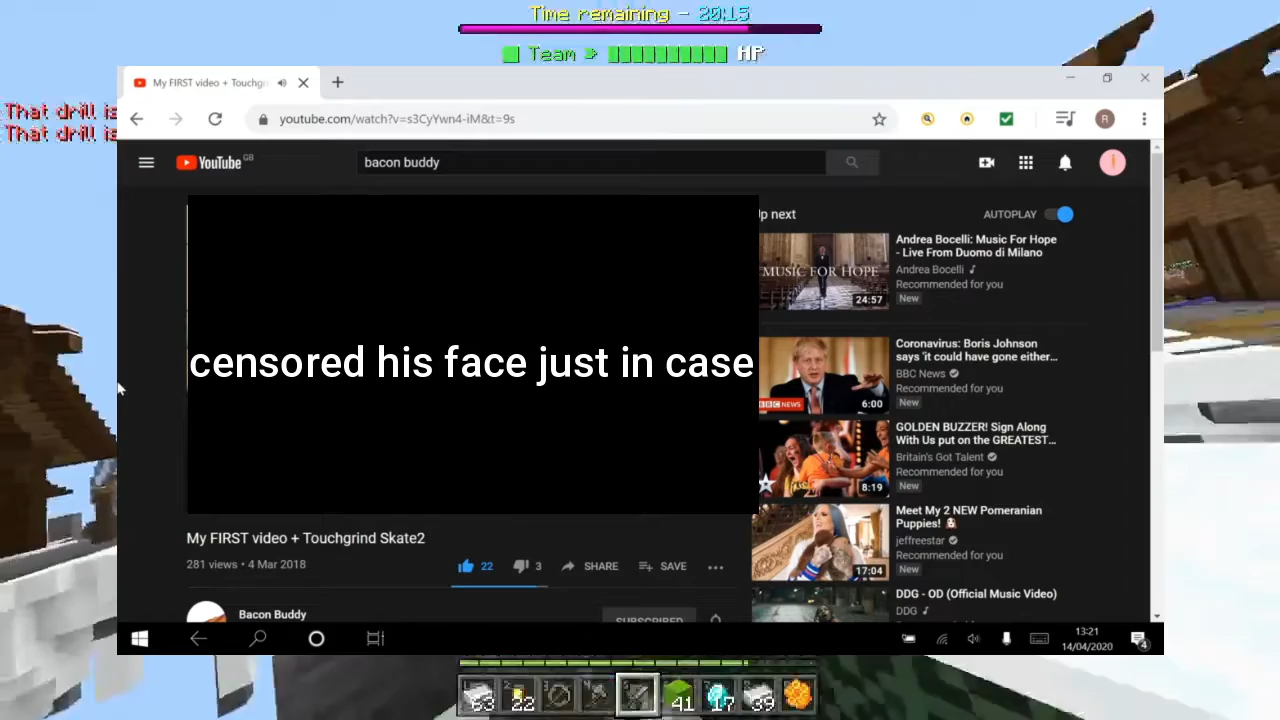 Time remaining - 20:15
Team > HP
That drill is
That drill is
My FIRST video + Touchgri
youtube.com/watch?v=s3CyYwn4-iM&t=9s
R
YouTube GB
bacon buddy
censored his face just in case
Up next
AUTOPLAY
MUSIC FOR HOPE
24:57
Andrea Bocelli: Music For Hope
- Live From Duomo di Milano
Andrea Bocelli
Recommended for you
New
BBC NEWS
6:00
Coronavirus: Boris Johnson
says 'it could have gone either...
BBC News
Recommended for you
New
8:19
GOLDEN BUZZER! Sign Along
With Us put on the GREATEST...
Britain's Got Talent
Recommended for you
New
17:04
Meet My 2 NEW Pomeranian
Puppies!
jeffreestar
Recommended for you
New
DDG - OD (Official Music Video)
DDG
My FIRST video + Touchgrind Skate2
281 views • 4 Mar 2018
22
3
SHARE
SAVE
Bacon Buddy
SUBSCRIBED
13:21
14/04/2020
4
22
41
17
39